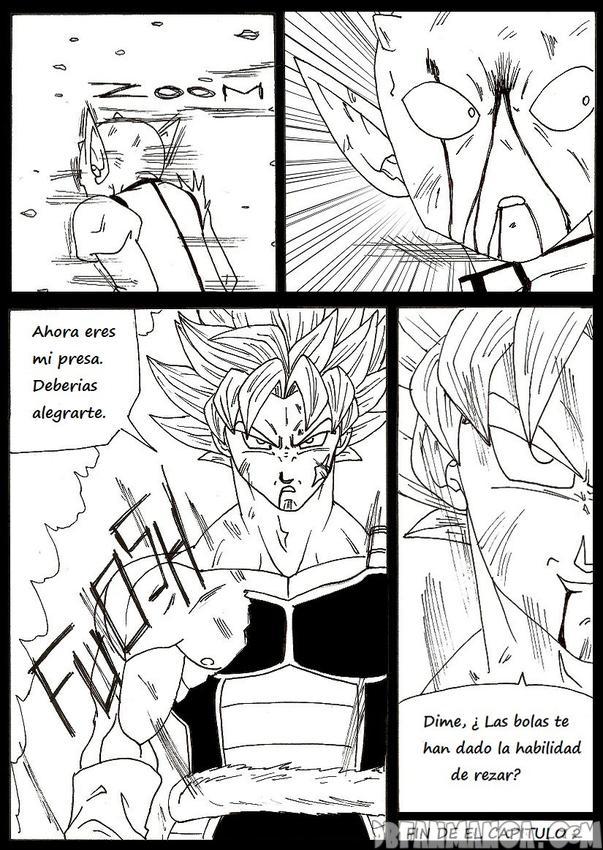 ZOOM
Ahora eres
mi presa.
Deberias
alegrarte.
FUOSH
Dime, ¿ Las bolas te
han dado la habilidad
de rezar?
FIN DE EL CAPITULO 2